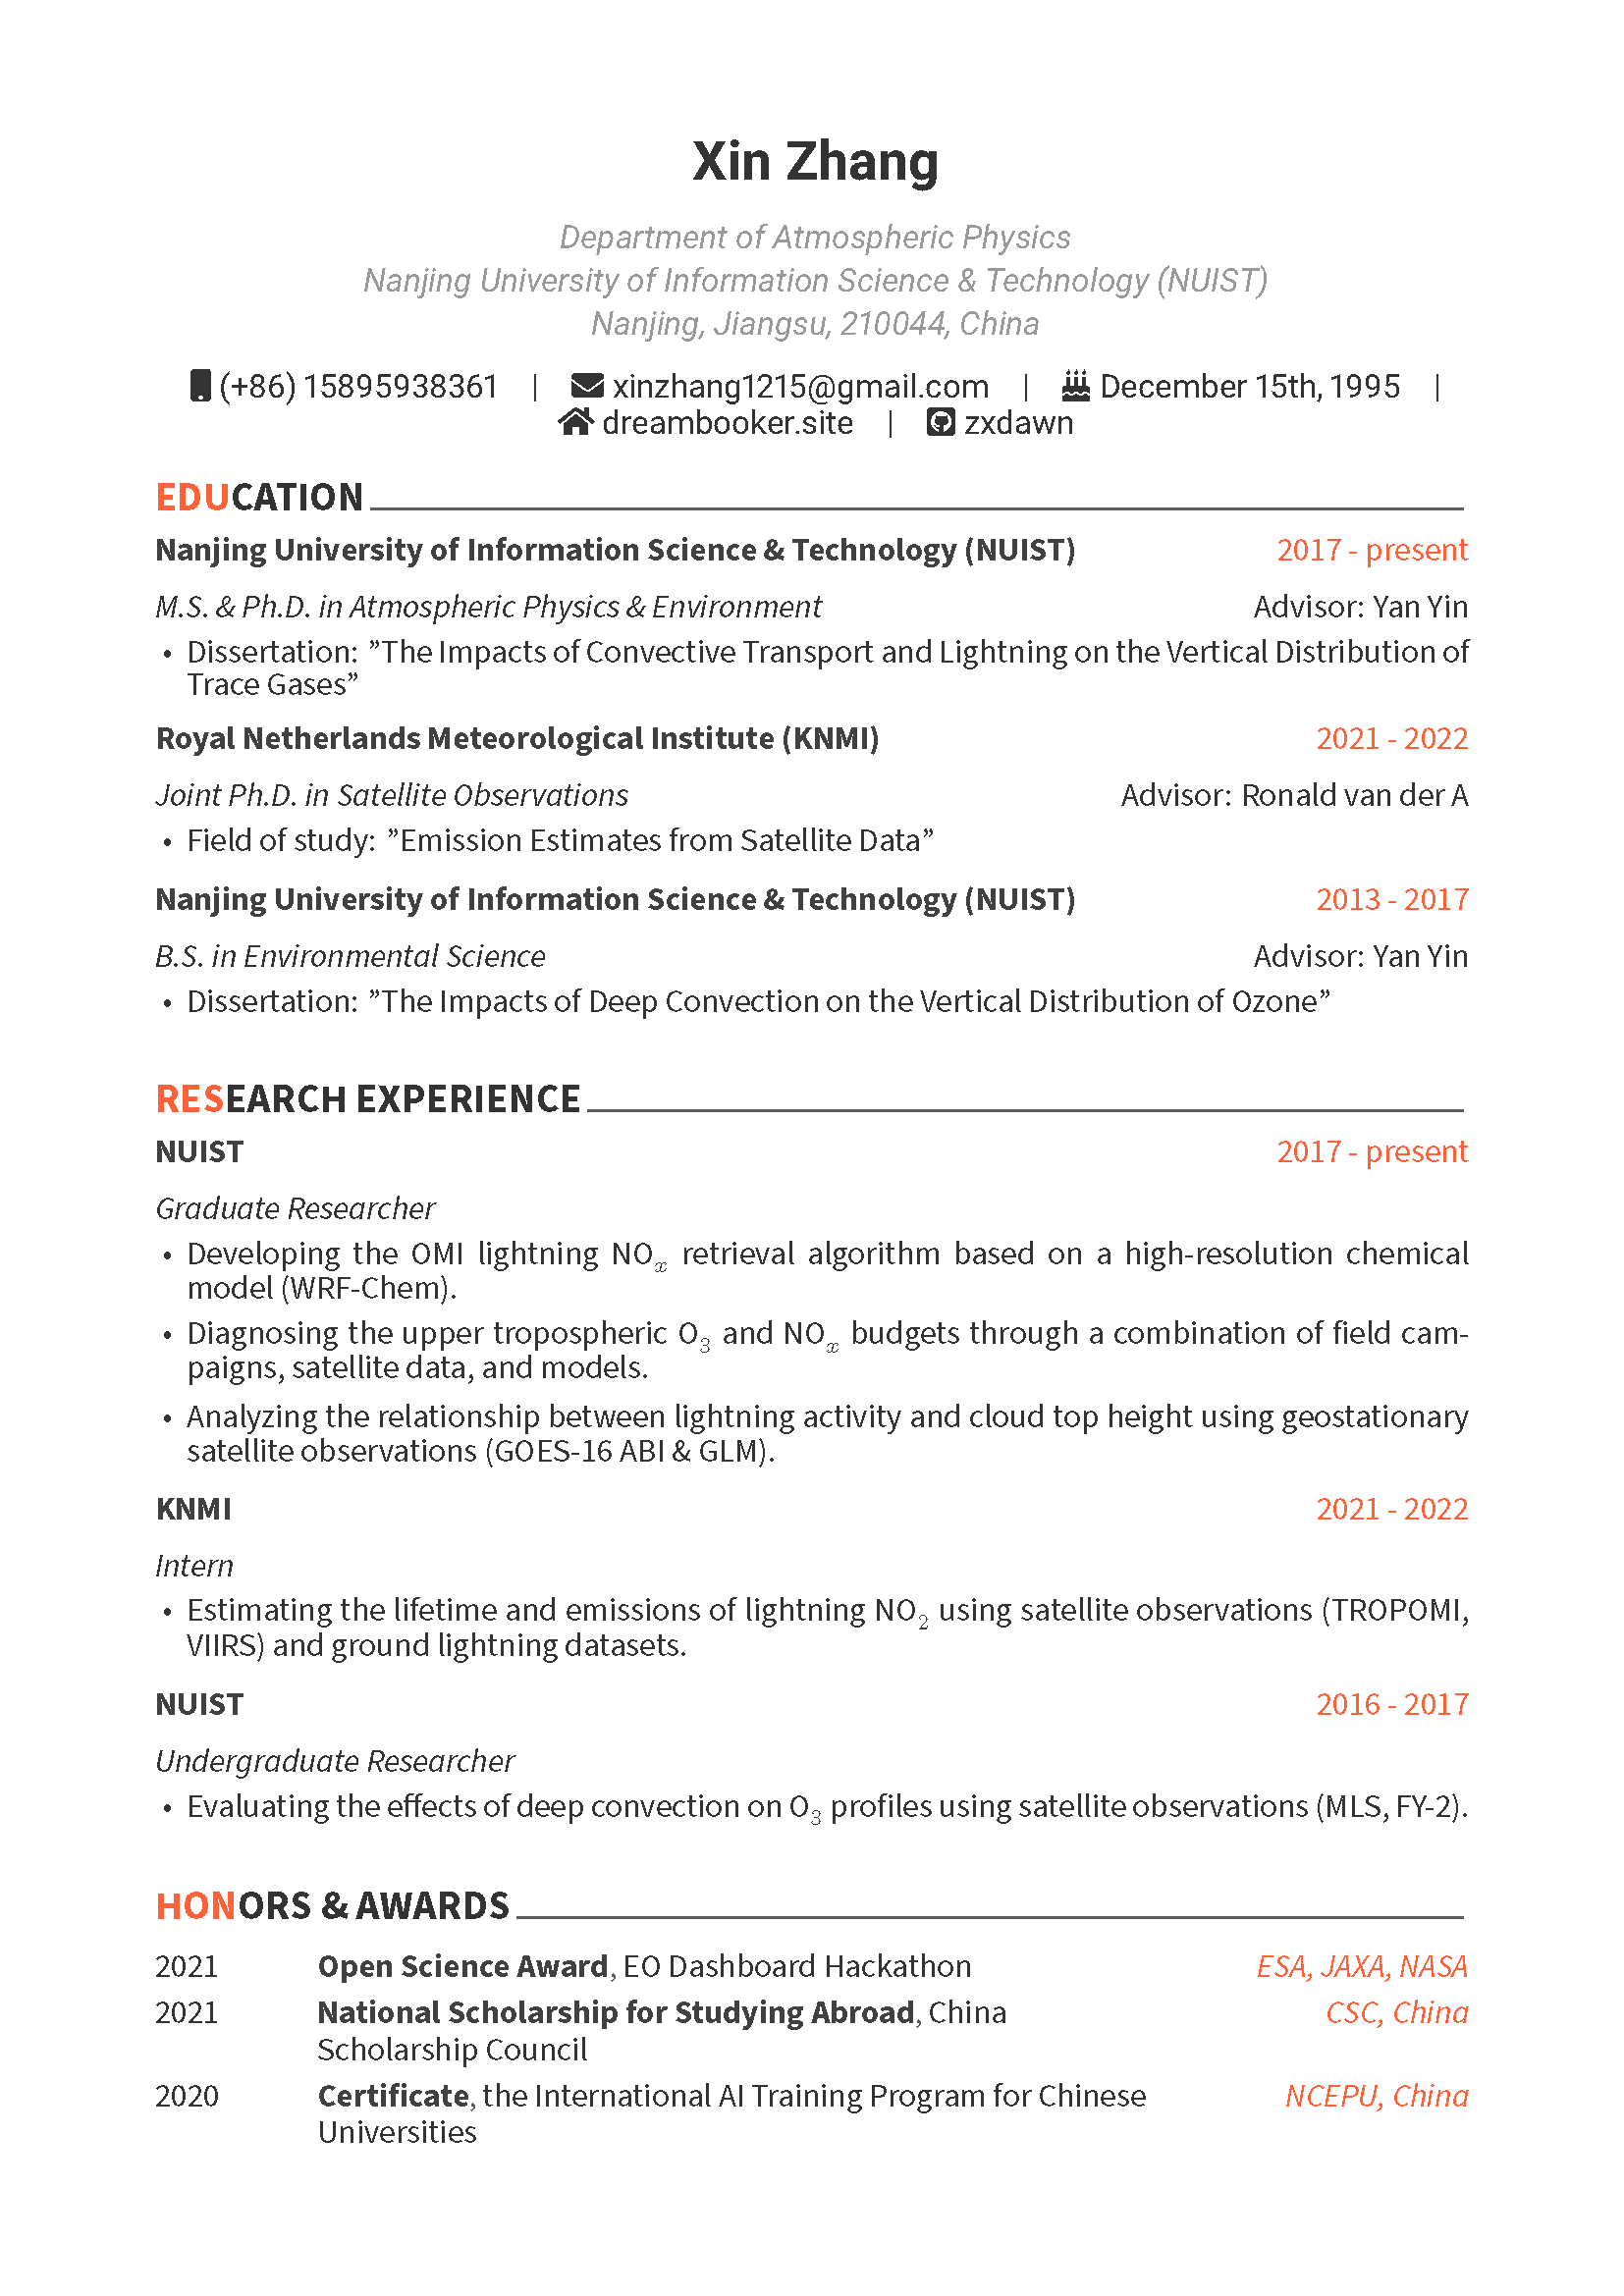 Xin Zhang
Department of Atmospheric Physics
Nanjing University of Information Science & Technology (NUIST)
Nanjing, Jiangsu, 210044, China
(+86) 15895938361 | xinzhang1215@gmail.com | December 15th, 1995 |
dreambooker.site | zxdawn
EDUCATION
Nanjing University of Information Science & Technology (NUIST) 2017 - present
M.S. & Ph.D. in Atmospheric Physics & Environment Advisor: Yan Yin
• Dissertation: ”The Impacts of Convective Transport and Lightning on the Vertical Distribution of
Trace Gases”
Royal Netherlands Meteorological Institute (KNMI) 2021 - 2022
Joint Ph.D. in Satellite Observations Advisor: Ronald van der A
• Field of study: ”Emission Estimates from Satellite Data”
Nanjing University of Information Science & Technology (NUIST) 2013 - 2017
B.S. in Environmental Science Advisor: Yan Yin
• Dissertation: ”The Impacts of Deep Convection on the Vertical Distribution of Ozone”
RESEARCH EXPERIENCE
NUIST 2017 - present
Graduate Researcher
• Developing the OMI lightning NOₓ retrieval algorithm based on a high-resolution chemical
model (WRF-Chem).
• Diagnosing the upper tropospheric O₃ and NOₓ budgets through a combination of field cam-
paigns, satellite data, and models.
• Analyzing the relationship between lightning activity and cloud top height using geostationary
satellite observations (GOES-16 ABI & GLM).
KNMI 2021 - 2022
Intern
• Estimating the lifetime and emissions of lightning NO₂ using satellite observations (TROPOMI,
VIIRS) and ground lightning datasets.
NUIST 2016 - 2017
Undergraduate Researcher
• Evaluating the effects of deep convection on O₃ profiles using satellite observations (MLS, FY-2).
HONORS & AWARDS
2021 Open Science Award, EO Dashboard Hackathon ESA, JAXA, NASA
2021 National Scholarship for Studying Abroad, China CSC, China
Scholarship Council
2020 Certificate, the International AI Training Program for Chinese NCEPU, China
Universities